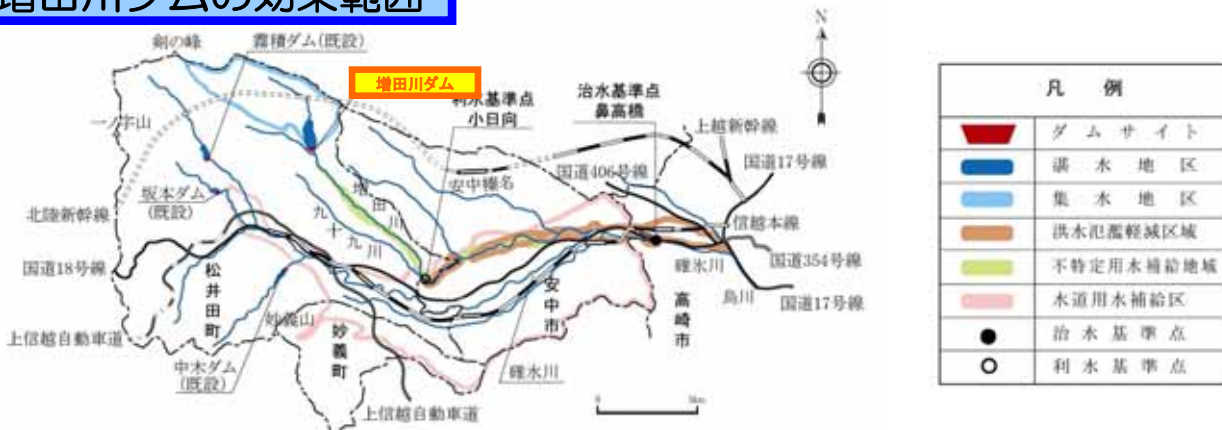 増田川ダムの効果範囲
剣の峰
霧積ダム(既設)
増田川ダム
利水基準点
小日向
治水基準点
鼻高橋
N
一ノ字山
上越新幹線
国道406号線
国道17号線
安中榛名
坂本ダム
(既設)
増田川
九十九川
北陸新幹線
信越本線
国道18号線
国道354号線
松井田町
碓氷川
烏川
国道17号線
安中市
高崎市
妙義山
上信越自動車道
妙義町
中木ダム
(既設)
碓氷川
上信越自動車道
0
5km
凡例
ダムサイト
湛水地区
集水地区
洪水氾濫軽減区域
不特定用水補給地域
水道用水補給区
治水基準点
利水基準点